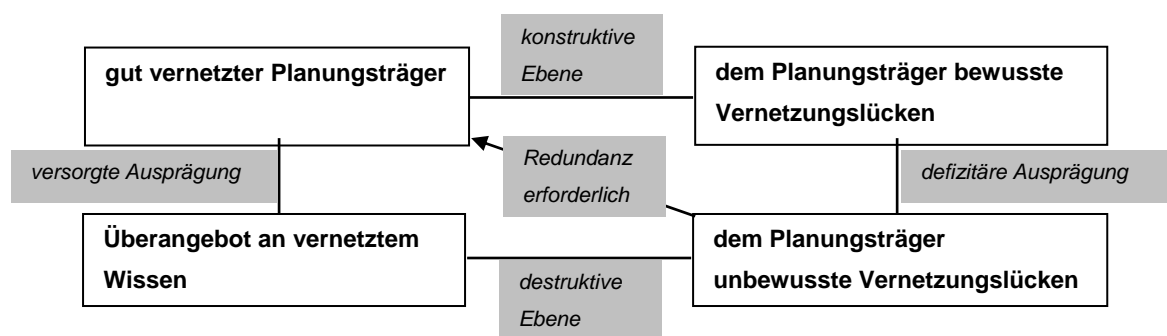 konstruktive
Ebene
gut vernetzter Planungsträger
dem Planungsträger bewusste
Vernetzungslücken
versorgte Ausprägung
Redundanz
erforderlich
defizitäre Ausprägung
Überangebot an vernetztem
Wissen
dem Planungsträger
unbewusste Vernetzungslücken
destruktive
Ebene